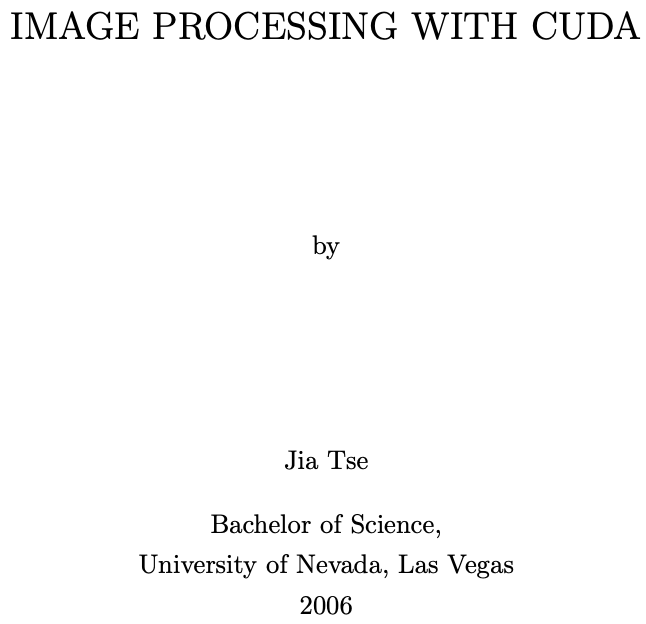 IMAGE PROCESSING WITH CUDA
by
Jia Tse
Bachelor of Science,
University of Nevada, Las Vegas
2006